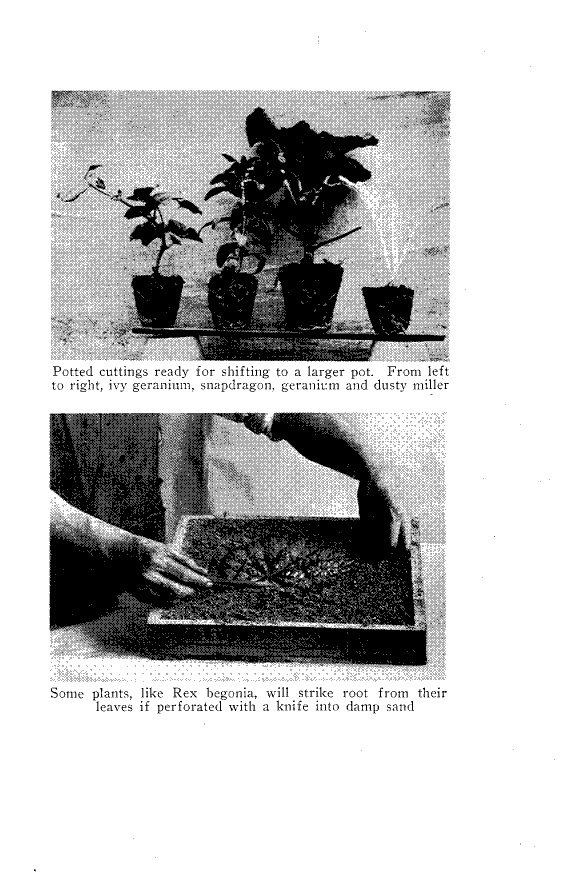 Potted cuttings ready for shifting to a larger pot. From left
to right, ivy geranium, snapdragon, geranium and dusty miller
Some plants, like Rex begonia, will strike root from their
leaves if perforated with a knife into damp sand